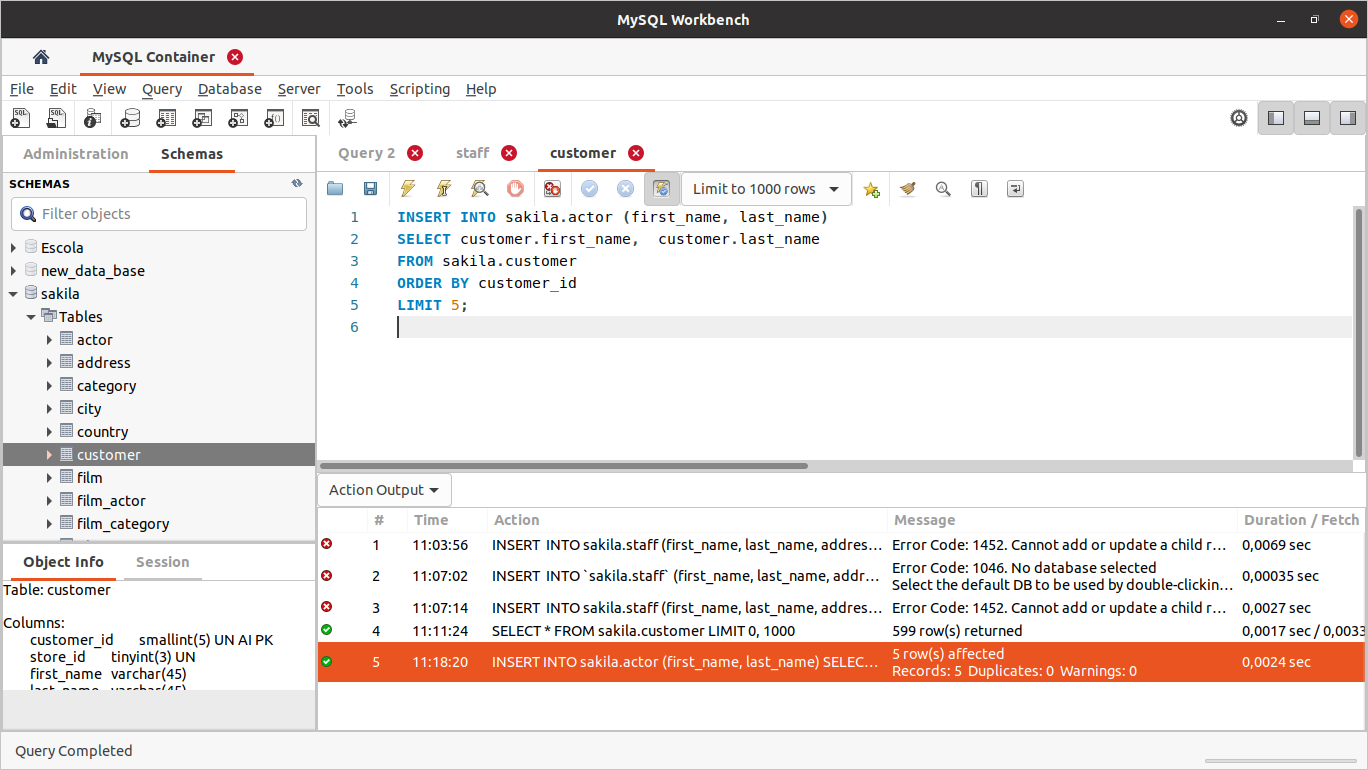 MySQL Workbench
MySQL Container
File Edit View Query Database Server Tools Scripting Help
Administration Schemas
SCHEMAS
Filter objects
Escola
new_data_base
sakila
Tables
actor
address
category
city
country
customer
film
film_actor
film_category
Object Info Session
Table: customer
Columns:
customer_id smallint(5) UN AI PK
store_id tinyint(3) UN
first_name varchar(45)
last_name varchar(45)
Query 2 staff customer
Limit to 1000 rows
1 INSERT INTO sakila.actor (first_name, last_name)
2 SELECT customer.first_name,  customer.last_name
3 FROM sakila.customer
4 ORDER BY customer_id
5 LIMIT 5;
6
Action Output
# Time Action Message Duration / Fetch
1 11:03:56 INSERT INTO sakila.staff (first_name, last_name, addres... Error Code: 1452. Cannot add or update a child r... 0,0069 sec
2 11:07:02 INSERT INTO `sakila.staff` (first_name, last_name, addr... Error Code: 1046. No database selected 0,00035 sec
Select the default DB to be used by double-clickin...
3 11:07:14 INSERT INTO sakila.staff (first_name, last_name, addres... Error Code: 1452. Cannot add or update a child r... 0,0027 sec
4 11:11:24 SELECT * FROM sakila.customer LIMIT 0, 1000 599 row(s) returned 0,0017 sec / 0,0033
5 11:18:20 INSERT INTO sakila.actor (first_name, last_name) SELEC... 5 row(s) affected 0,0024 sec
Records: 5 Duplicates: 0 Warnings: 0
Query Completed